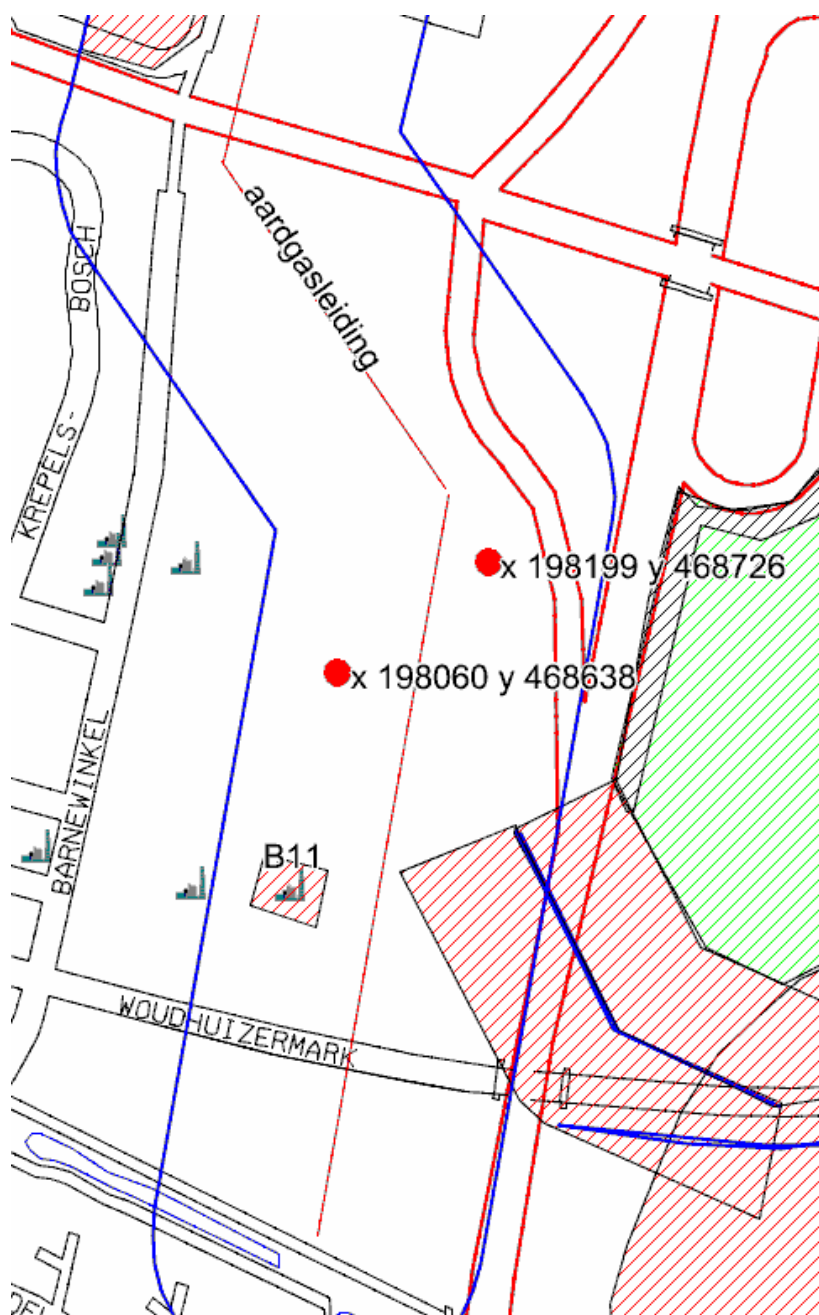 aardgasleiding
BOSCH
KREPELS-
x 198199 y 468726
x 198060 y 468638
BARNEWINKEL
B11
WOUDHUIZERMARK